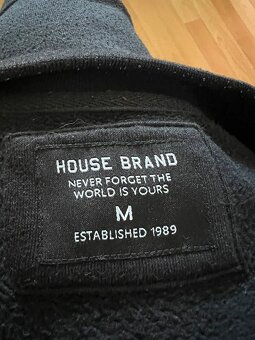 HOUSE BRAND
NEVER FORGET THE
WORLD IS YOURS
M
ESTABLISHED 1989